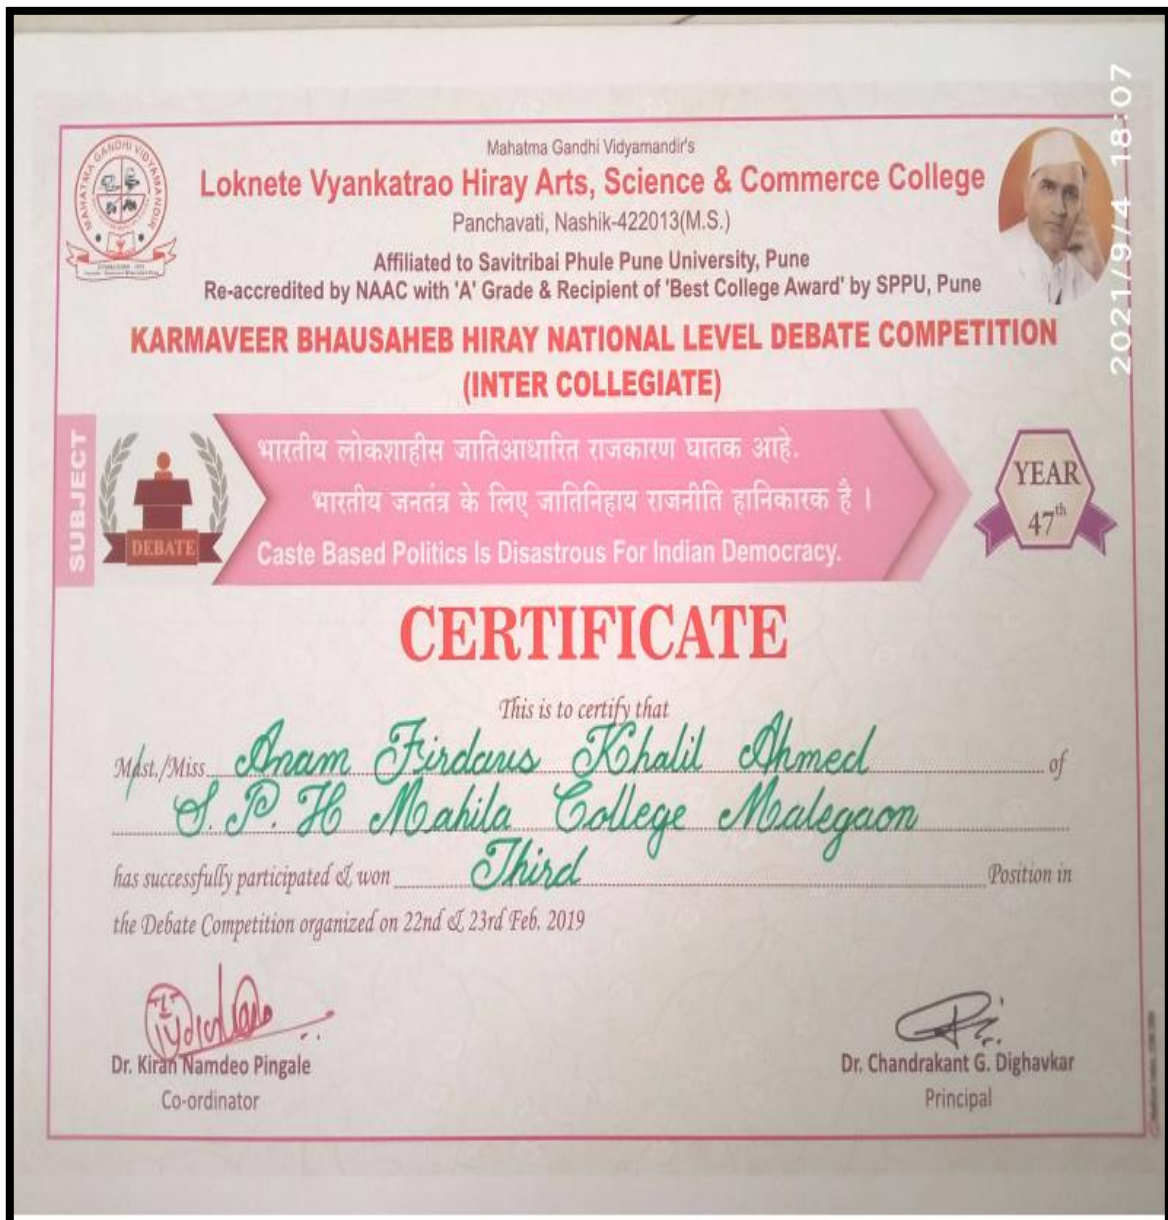 Mahatma Gandhi Vidyamandir's
Loknete Vyankatrao Hiray Arts, Science & Commerce College
Panchavati, Nashik-422013(M.S.)
Affiliated to Savitribai Phule Pune University, Pune
Re-accredited by NAAC with 'A' Grade & Recipient of 'Best College Award' by SPPU, Pune
MAHATMA GANDHI VIDYAMANDIR
2021/9/4 18:07
KARMAVEER BHAUSAHEB HIRAY NATIONAL LEVEL DEBATE COMPETITION
(INTER COLLEGIATE)
SUBJECT
DEBATE
भारतीय लोकशाहीस जातिआधारित राजकारण घातक आहे.
भारतीय जनतंत्र के लिए जातिनिहाय राजनीति हानिकारक है ।
Caste Based Politics Is Disastrous For Indian Democracy.
YEAR
47th
CERTIFICATE
This is to certify that
Mast./Miss Anam Firdaus Khalil Ahmed of
S. P. H Mahila College Malegaon
has successfully participated & won Third Position in
the Debate Competition organized on 22nd & 23rd Feb. 2019
Dr. Kiran Namdeo Pingale
Co-ordinator
Dr. Chandrakant G. Dighavkar
Principal